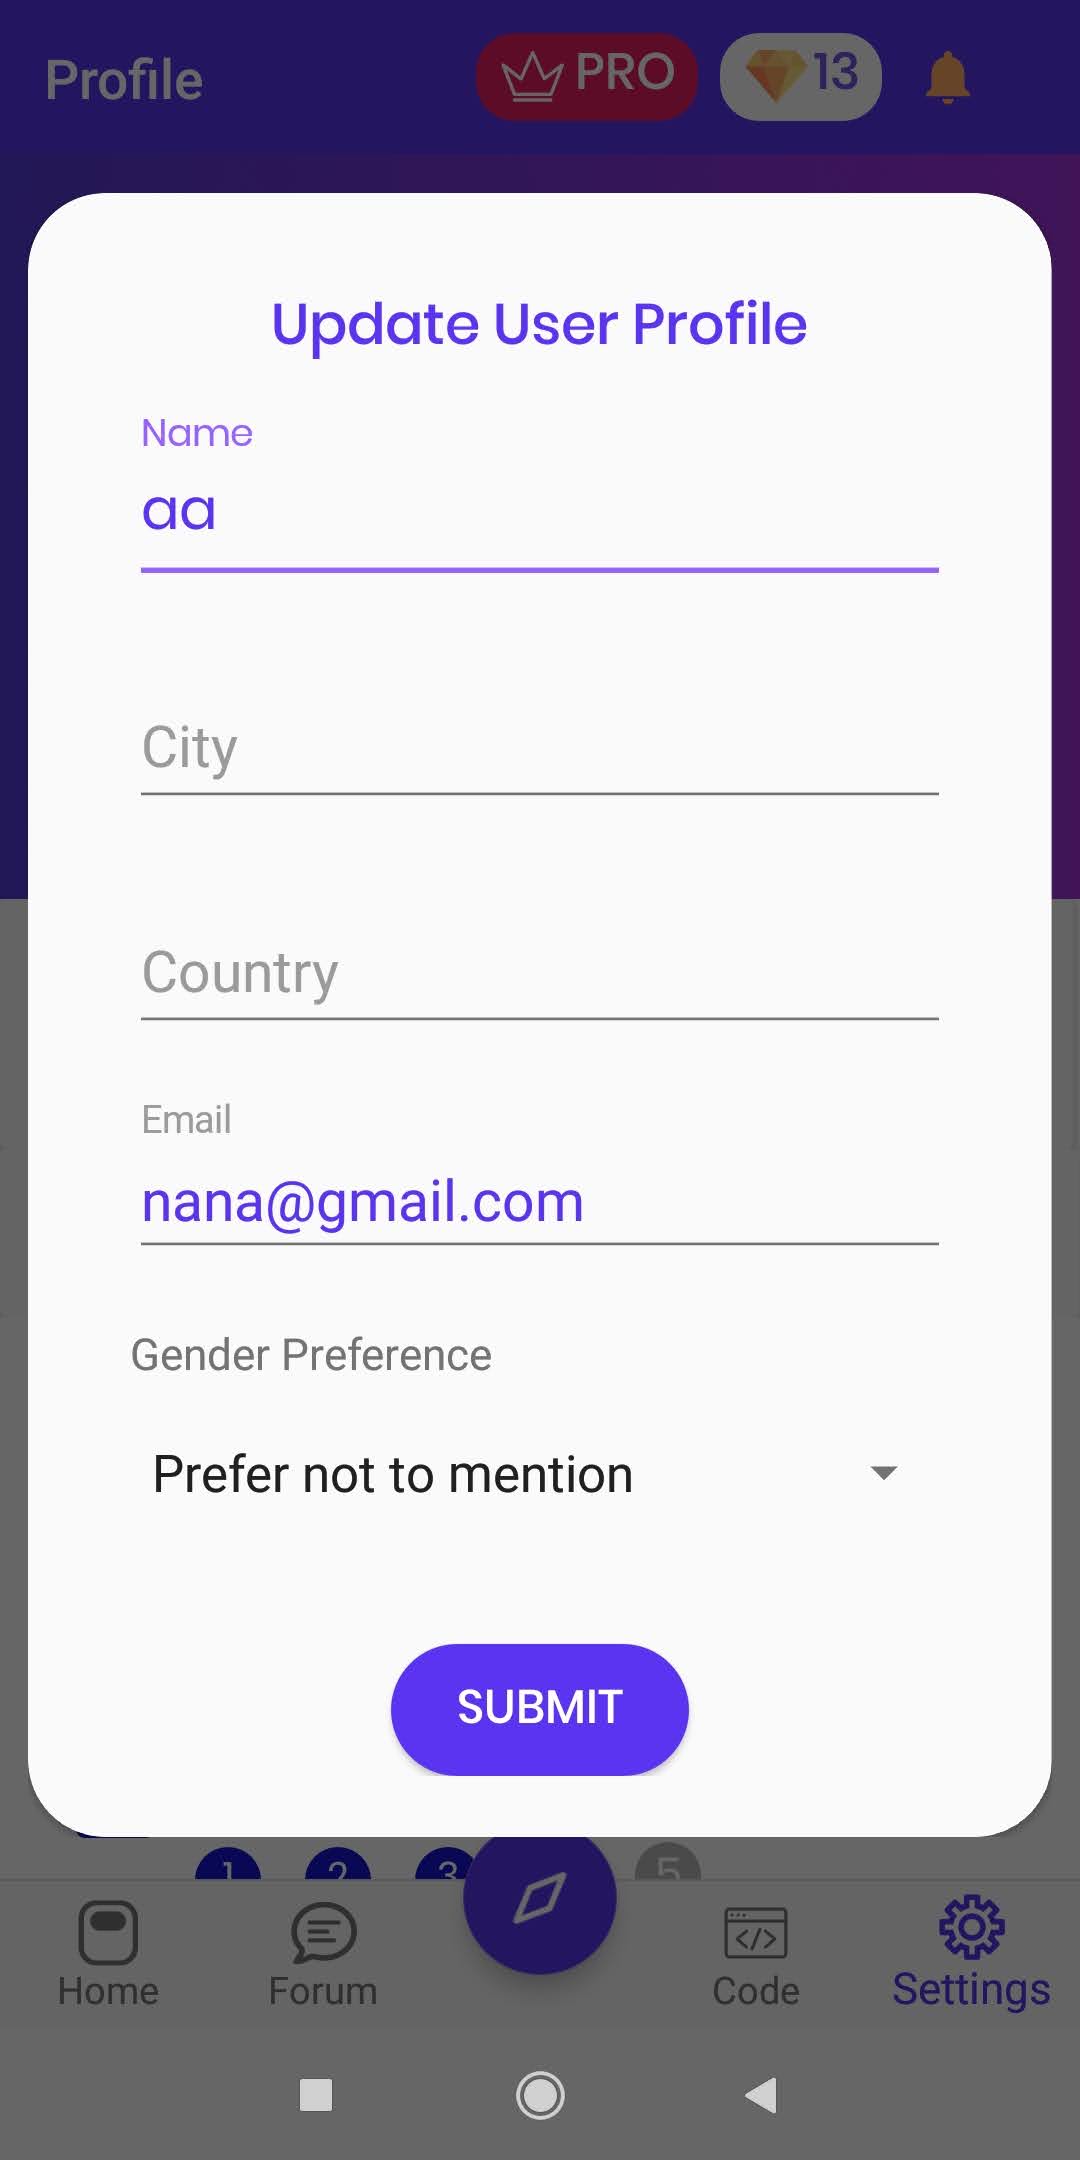 Profile
PRO
13
Update User Profile
Name
aa
City
Country
Email
nana@gmail.com
Gender Preference
Prefer not to mention
SUBMIT
1 2 3 5
Home
Forum
Code
Settings